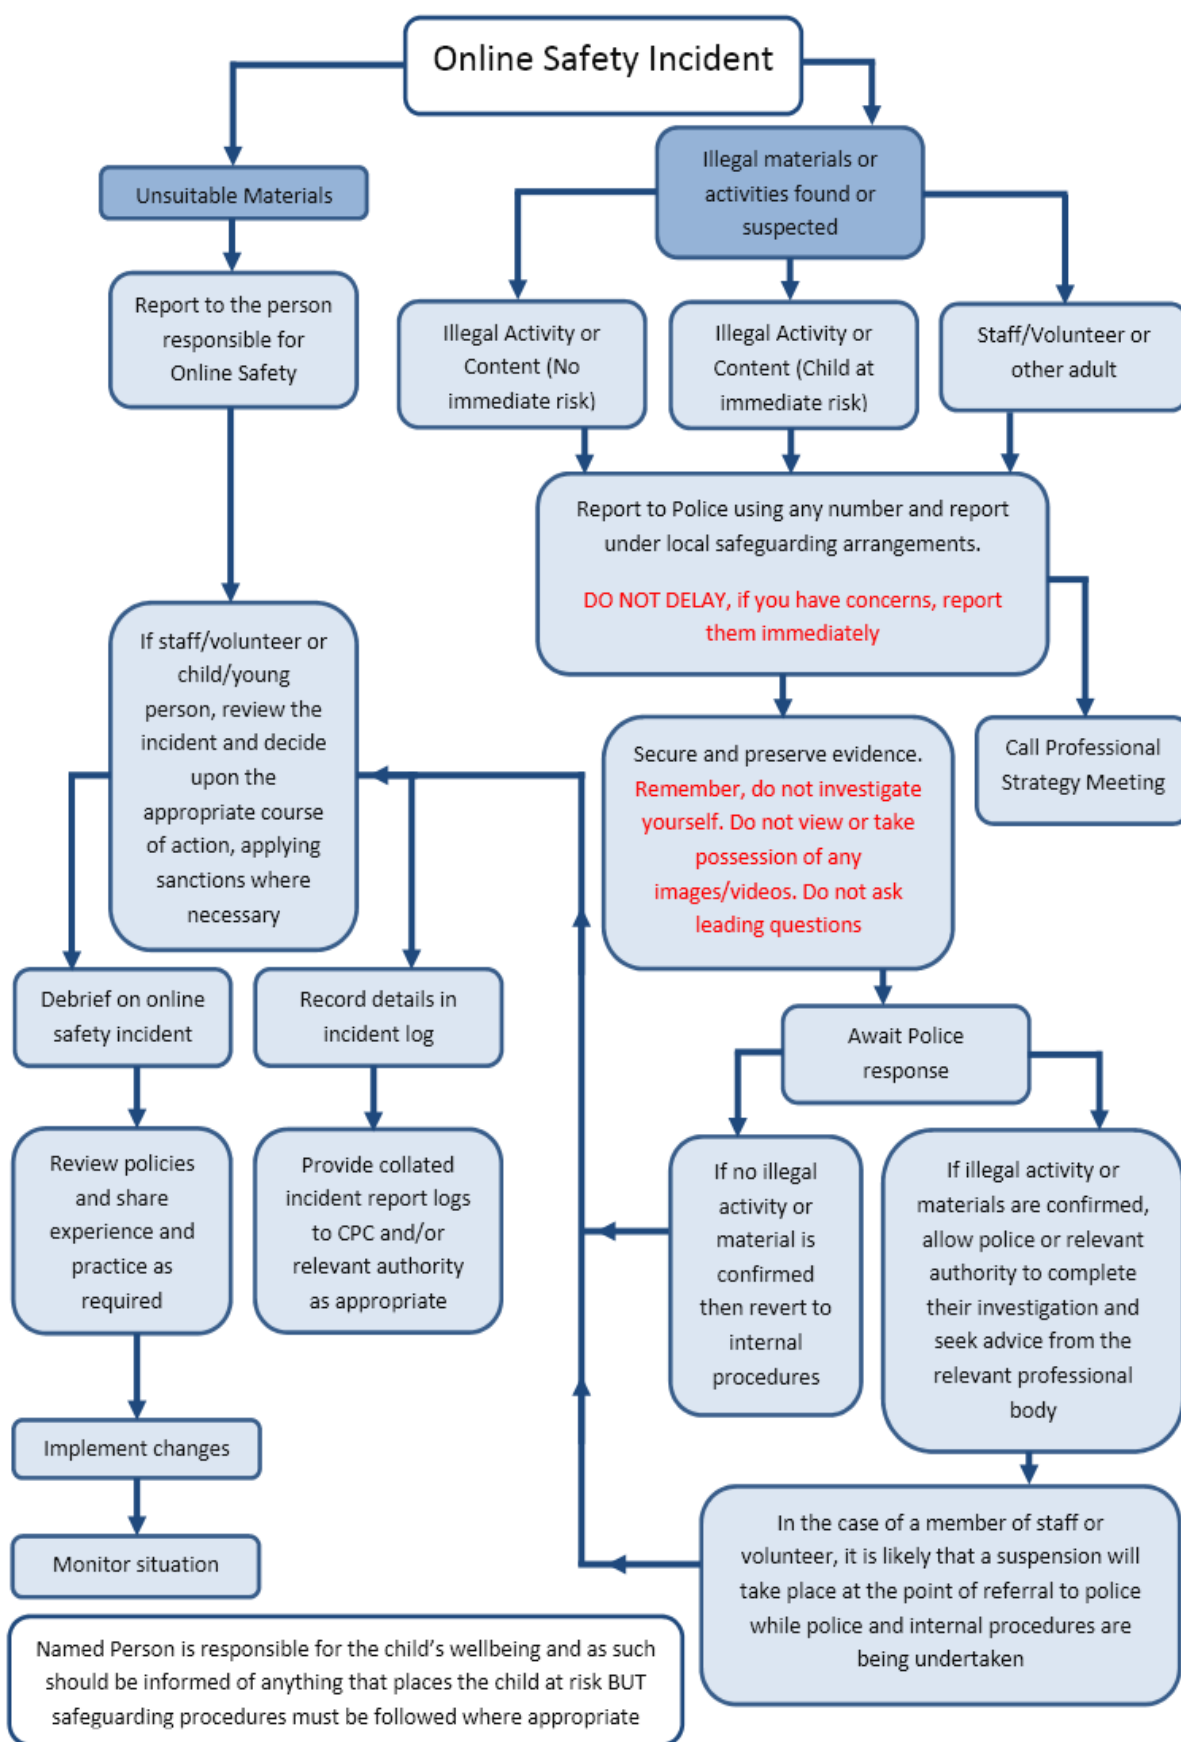 Online Safety Incident
Unsuitable Materials
Report to the person
responsible for
Online Safety
If staff/volunteer or
child/young
person, review the
incident and decide
upon the
appropriate course
of action, applying
sanctions where
necessary
Debrief on online
safety incident
Record details in
incident log
Review policies
and share
experience and
practice as
required
Provide collated
incident report logs
to CPC and/or
relevant authority
as appropriate
Implement changes
Monitor situation
Illegal materials or
activities found or
suspected
Illegal Activity or
Content (No
immediate risk)
Illegal Activity or
Content (Child at
immediate risk)
Staff/Volunteer or
other adult
Report to Police using any number and report
under local safeguarding arrangements.
DO NOT DELAY, if you have concerns, report
them immediately
Secure and preserve evidence.
Remember, do not investigate
yourself. Do not view or take
possession of any
images/videos. Do not ask
leading questions
Call Professional
Strategy Meeting
Await Police
response
If no illegal
activity or
material is
confirmed
then revert to
internal
procedures
If illegal activity or
materials are confirmed,
allow police or relevant
authority to complete
their investigation and
seek advice from the
relevant professional
body
In the case of a member of staff or
volunteer, it is likely that a suspension will
take place at the point of referral to police
while police and internal procedures are
being undertaken
Named Person is responsible for the child’s wellbeing and as such
should be informed of anything that places the child at risk BUT
safeguarding procedures must be followed where appropriate